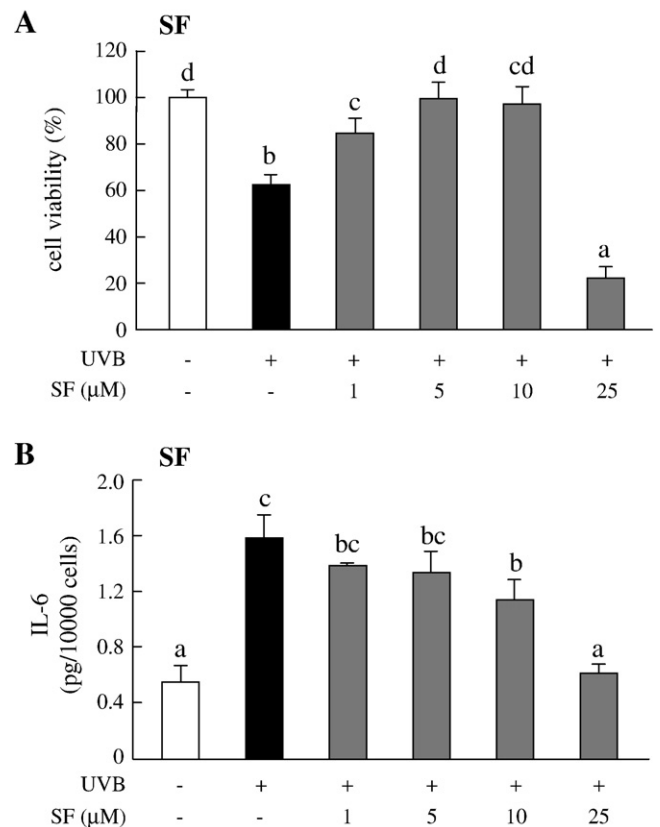 A SF
120
100
80
60
40
20
0
cell viability (%)
d b c d cd a
UVB - + + + + +
SF (μM) - - 1 5 10 25
B SF
2.0
1.6
1.2
0.8
0.4
0
IL-6
(pg/10000 cells)
a c bc bc b a
UVB - + + + + +
SF (μM) - - 1 5 10 25